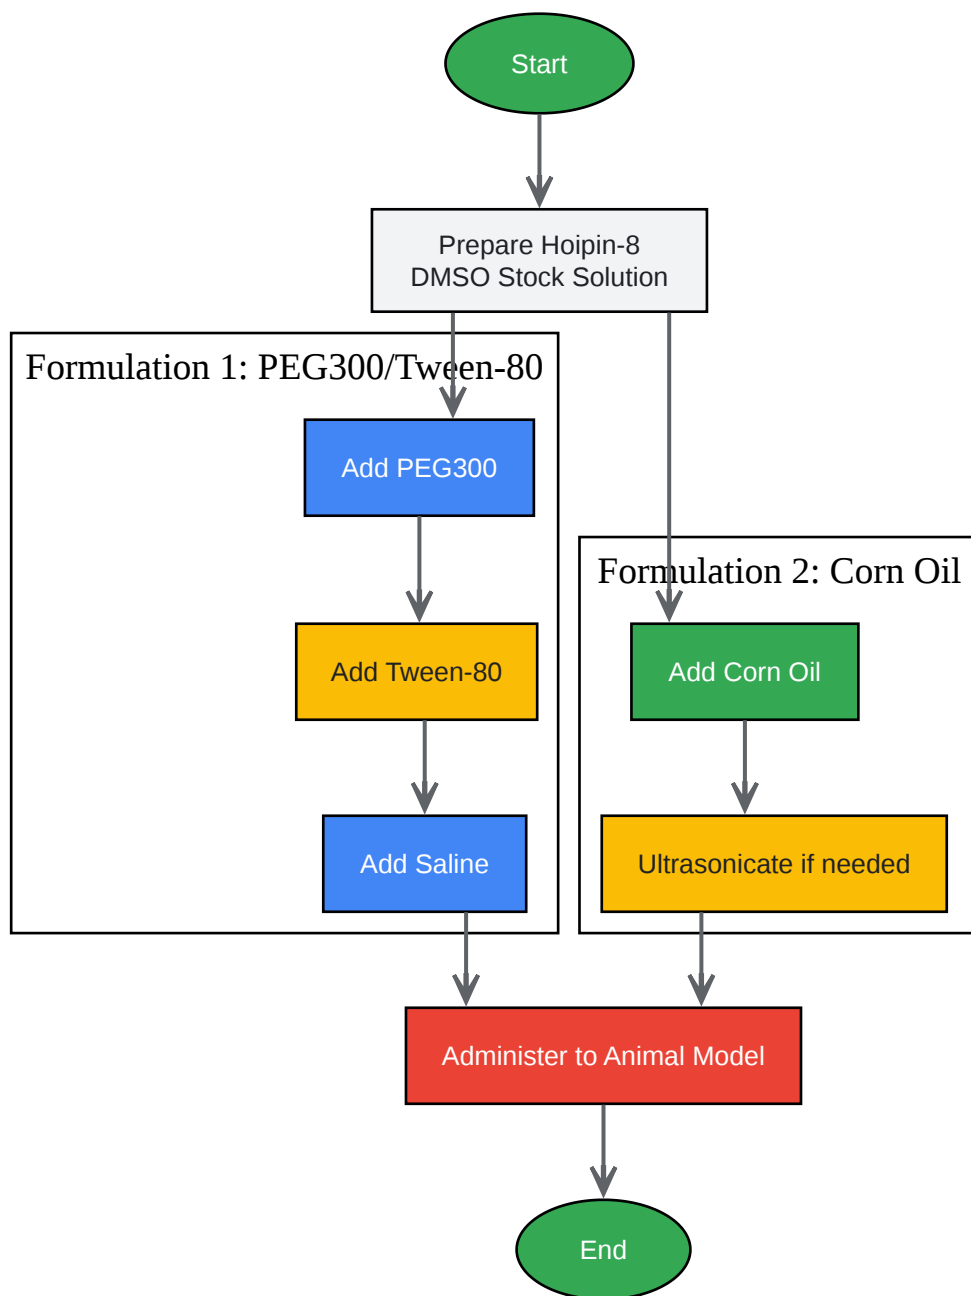 Start
Prepare Hoipin-8
DMSO Stock Solution
Formulation 1: PEG300/Tween-80
Add PEG300
Add Tween-80
Add Saline
Formulation 2: Corn Oil
Add Corn Oil
Ultrasonicate if needed
Administer to Animal Model
End